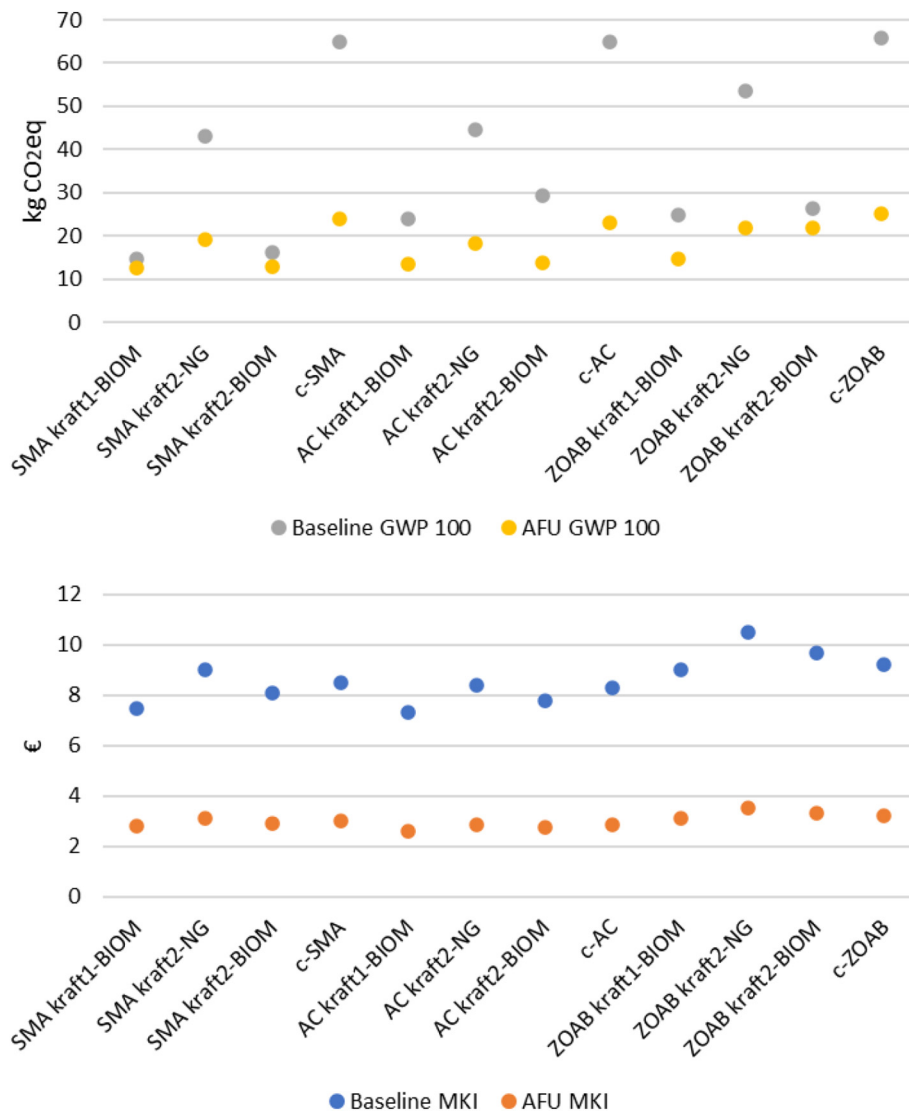 70
60
50
40
30
20
10
0
kg CO2eq
SMA kraft1-BIOM
SMA kraft2-NG
SMA kraft2-BIOM
c-SMA
AC kraft1-BIOM
AC kraft2-NG
AC kraft2-BIOM
c-AC
ZOAB kraft1-BIOM
ZOAB kraft2-NG
ZOAB kraft2-BIOM
c-ZOAB
Baseline GWP 100 AFU GWP 100
12
10
8
6
4
2
0
€
SMA kraft1-BIOM
SMA kraft2-NG
SMA kraft2-BIOM
c-SMA
AC kraft1-BIOM
AC kraft2-NG
AC kraft2-BIOM
c-AC
ZOAB kraft1-BIOM
ZOAB kraft2-NG
ZOAB kraft2-BIOM
c-ZOAB
Baseline MKI AFU MKI